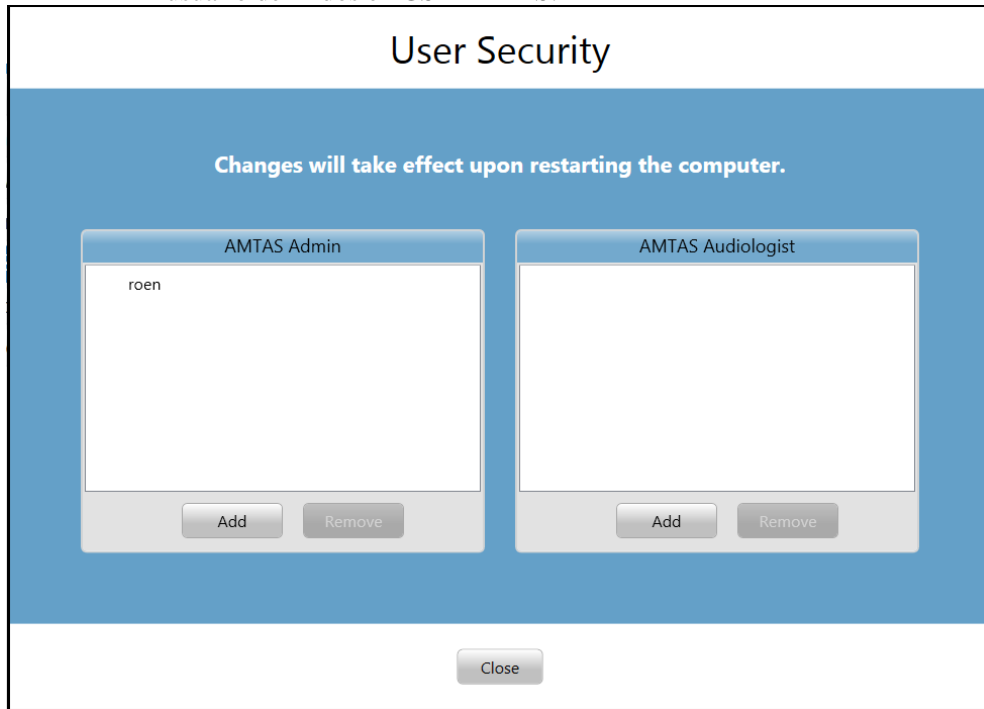 User Security
Changes will take effect upon restarting the computer.
AMTAS Admin
roen
Add Remove
AMTAS Audiologist
Add Remove
Close